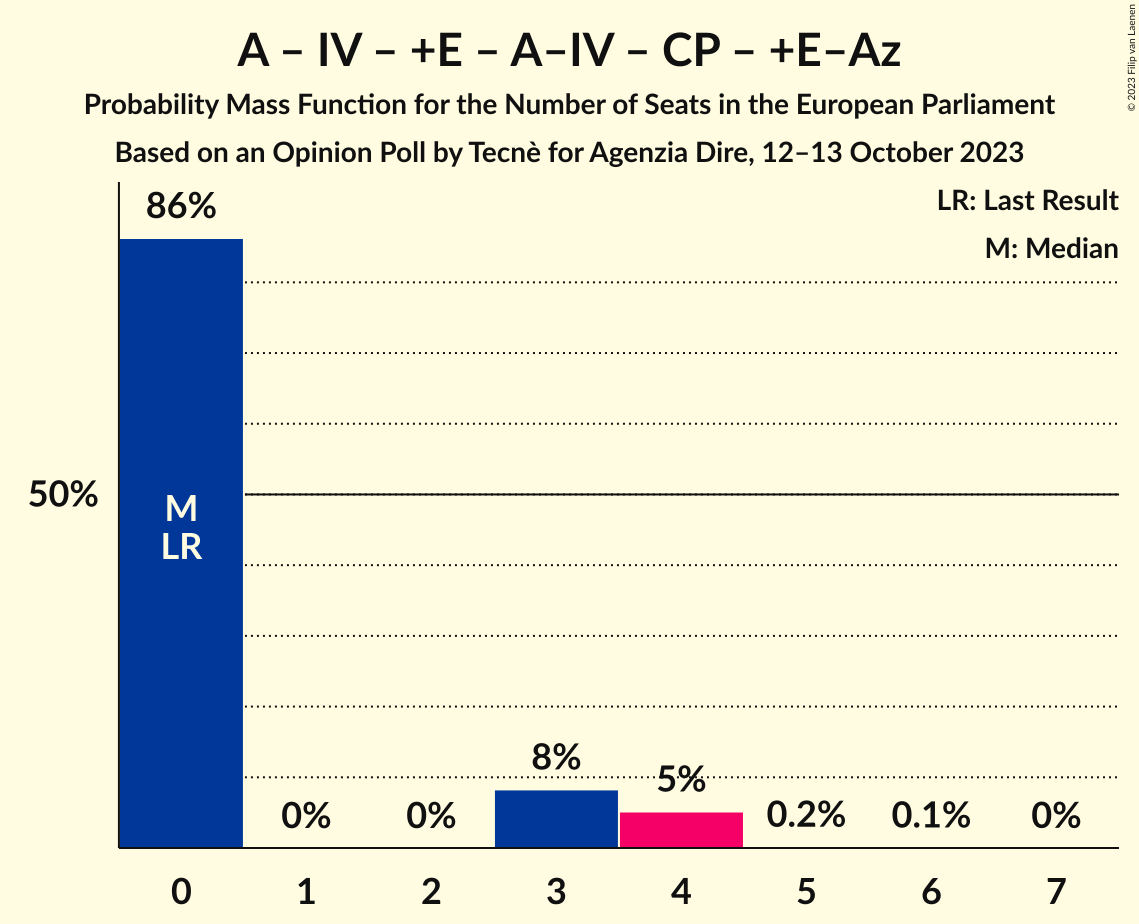 A – IV – +E – A–IV – CP – +E–Az
Probability Mass Function for the Number of Seats in the European Parliament
Based on an Opinion Poll by Tecnè for Agenzia Dire, 12–13 October 2023
© 2023 Filip van Laenen
LR: Last Result
M: Median
86%
50%
M
LR
8%
5%
0%
0%
0.2%
0.1%
0%
0
1
2
3
4
5
6
7